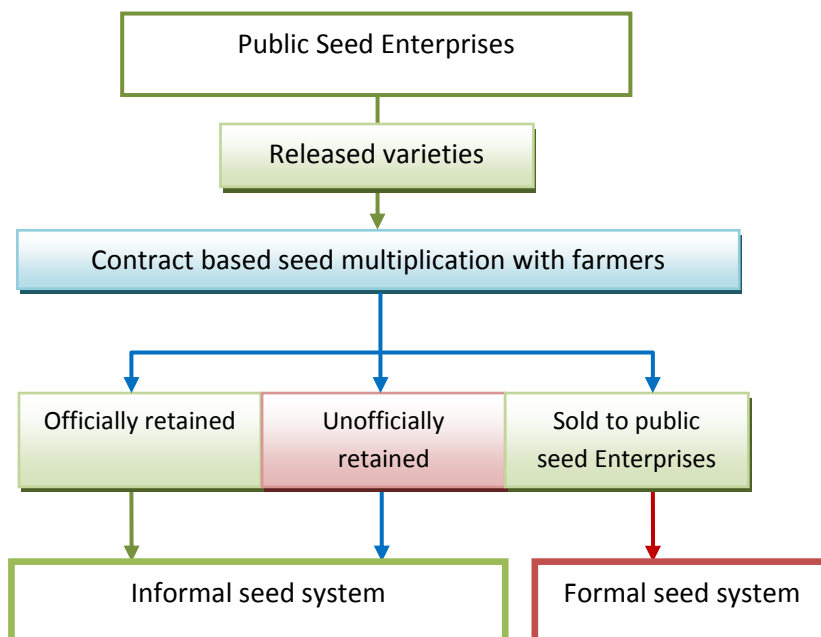 Public Seed Enterprises
Released varieties
Contract based seed multiplication with farmers
Officially retained
Unofficially
retained
Sold to public
seed Enterprises
Informal seed system
Formal seed system